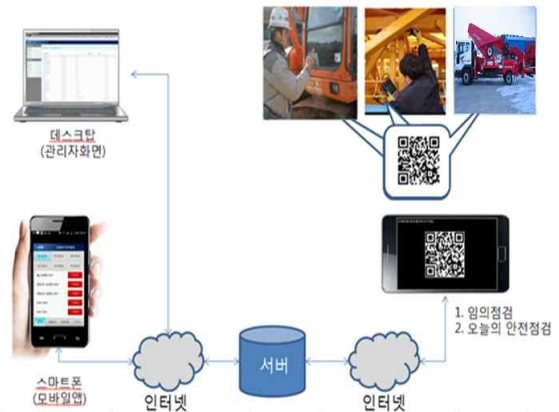 데스크탑
(관리자화면)
1. 임의점검
2. 오늘의 안전점검
서버
스마트폰
(모바일앱)
인터넷
인터넷